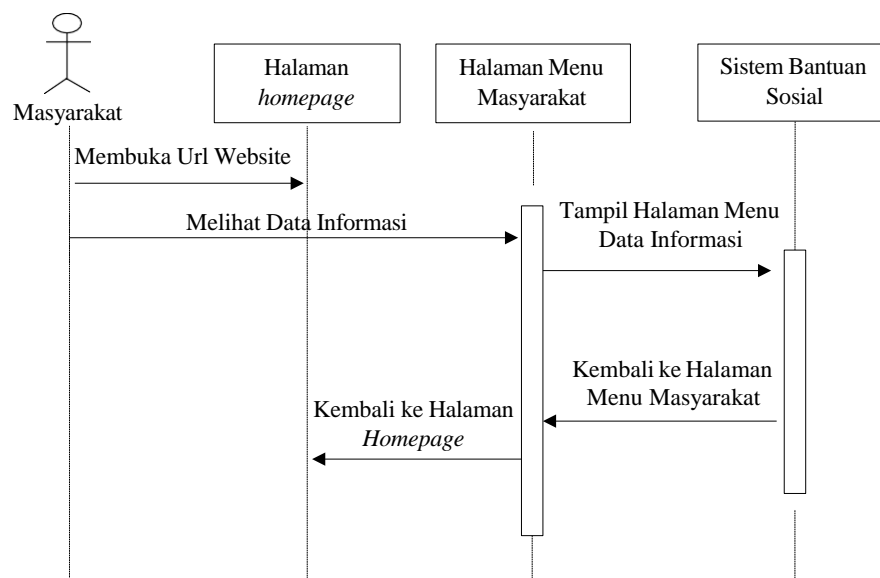 Masyarakat
Halaman
homepage
Halaman Menu
Masyarakat
Sistem Bantuan
Sosial
Membuka Url Website
Melihat Data Informasi
Tampil Halaman Menu
Data Informasi
Kembali ke Halaman
Menu Masyarakat
Kembali ke Halaman
Homepage